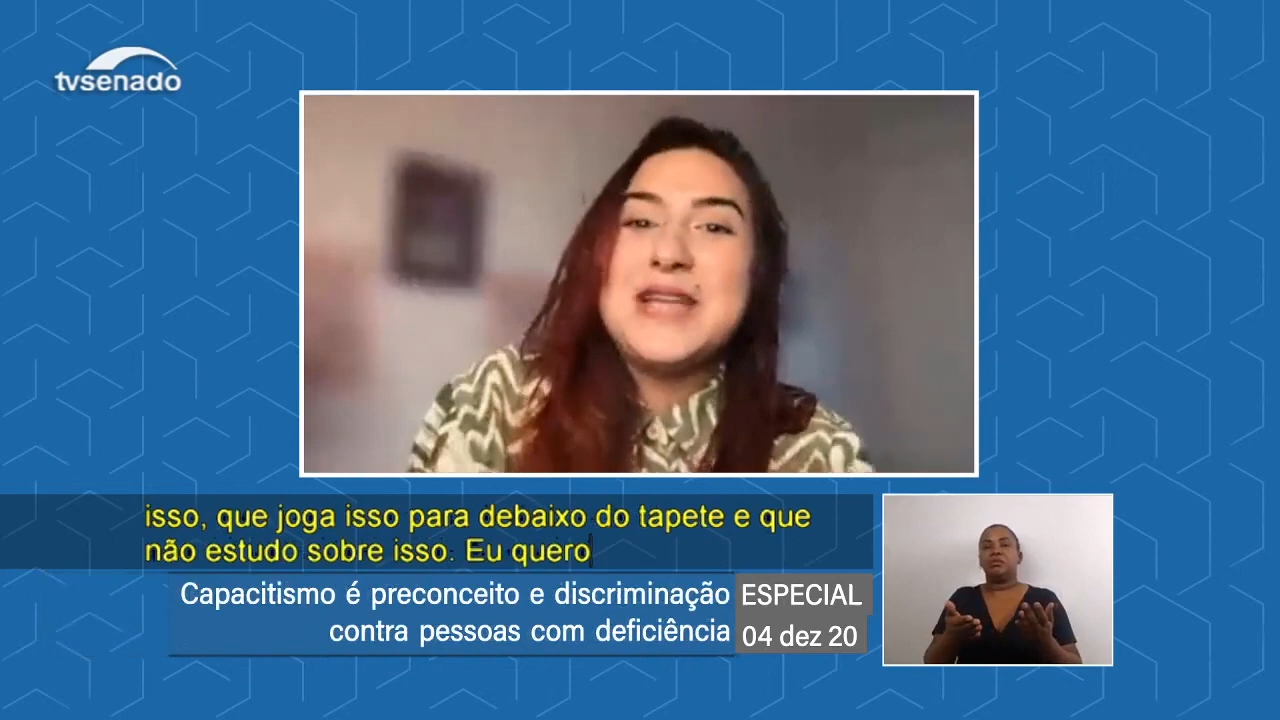 tvsenado
isso, que joga isso para debaixo do tapete e que
não estudo sobre isso. Eu quero
Capacitismo é preconceito e discriminação
contra pessoas com deficiência
ESPECIAL
04 dez 20